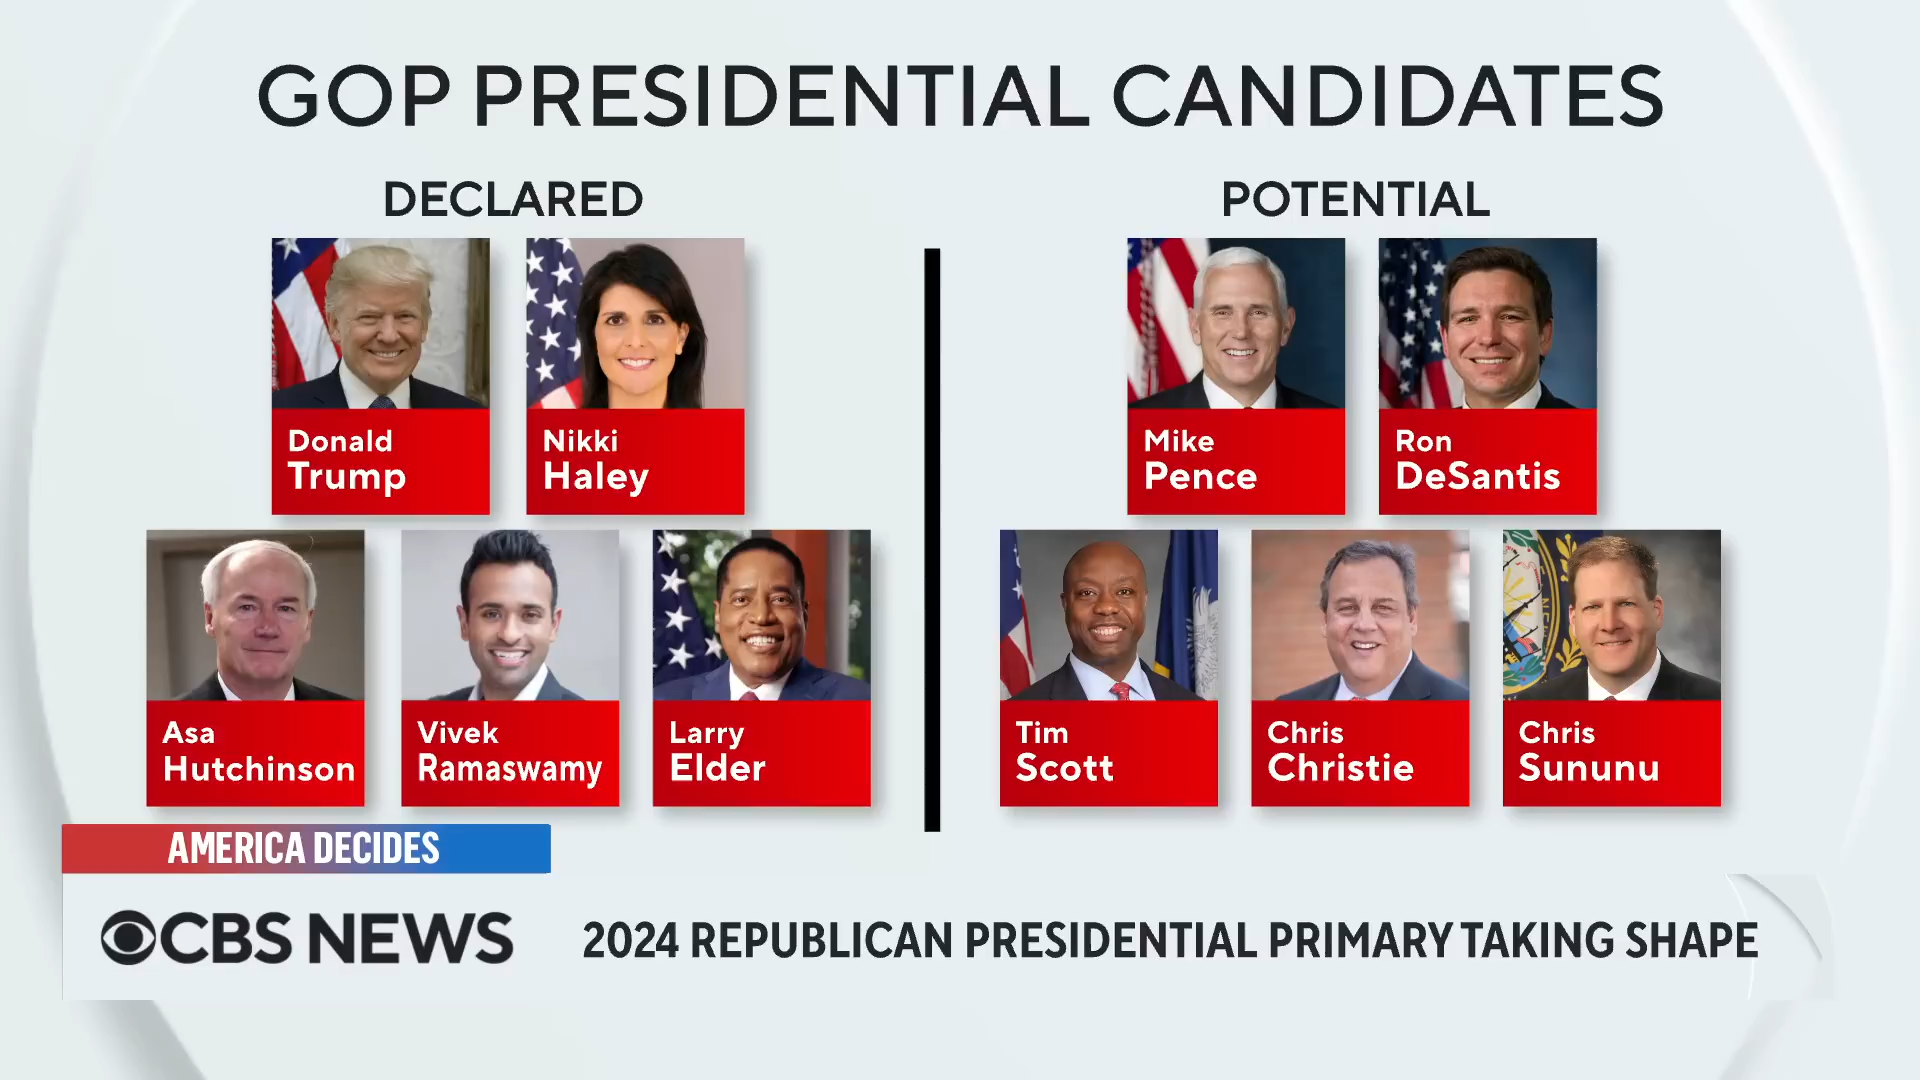 GOP PRESIDENTIAL CANDIDATES
DECLARED
Donald
Trump
Nikki
Haley
Asa
Hutchinson
Vivek
Ramaswamy
Larry
Elder
POTENTIAL
Mike
Pence
Ron
DeSantis
Tim
Scott
Chris
Christie
Chris
Sununu
AMERICA DECIDES
CBS NEWS
2024 REPUBLICAN PRESIDENTIAL PRIMARY TAKING SHAPE